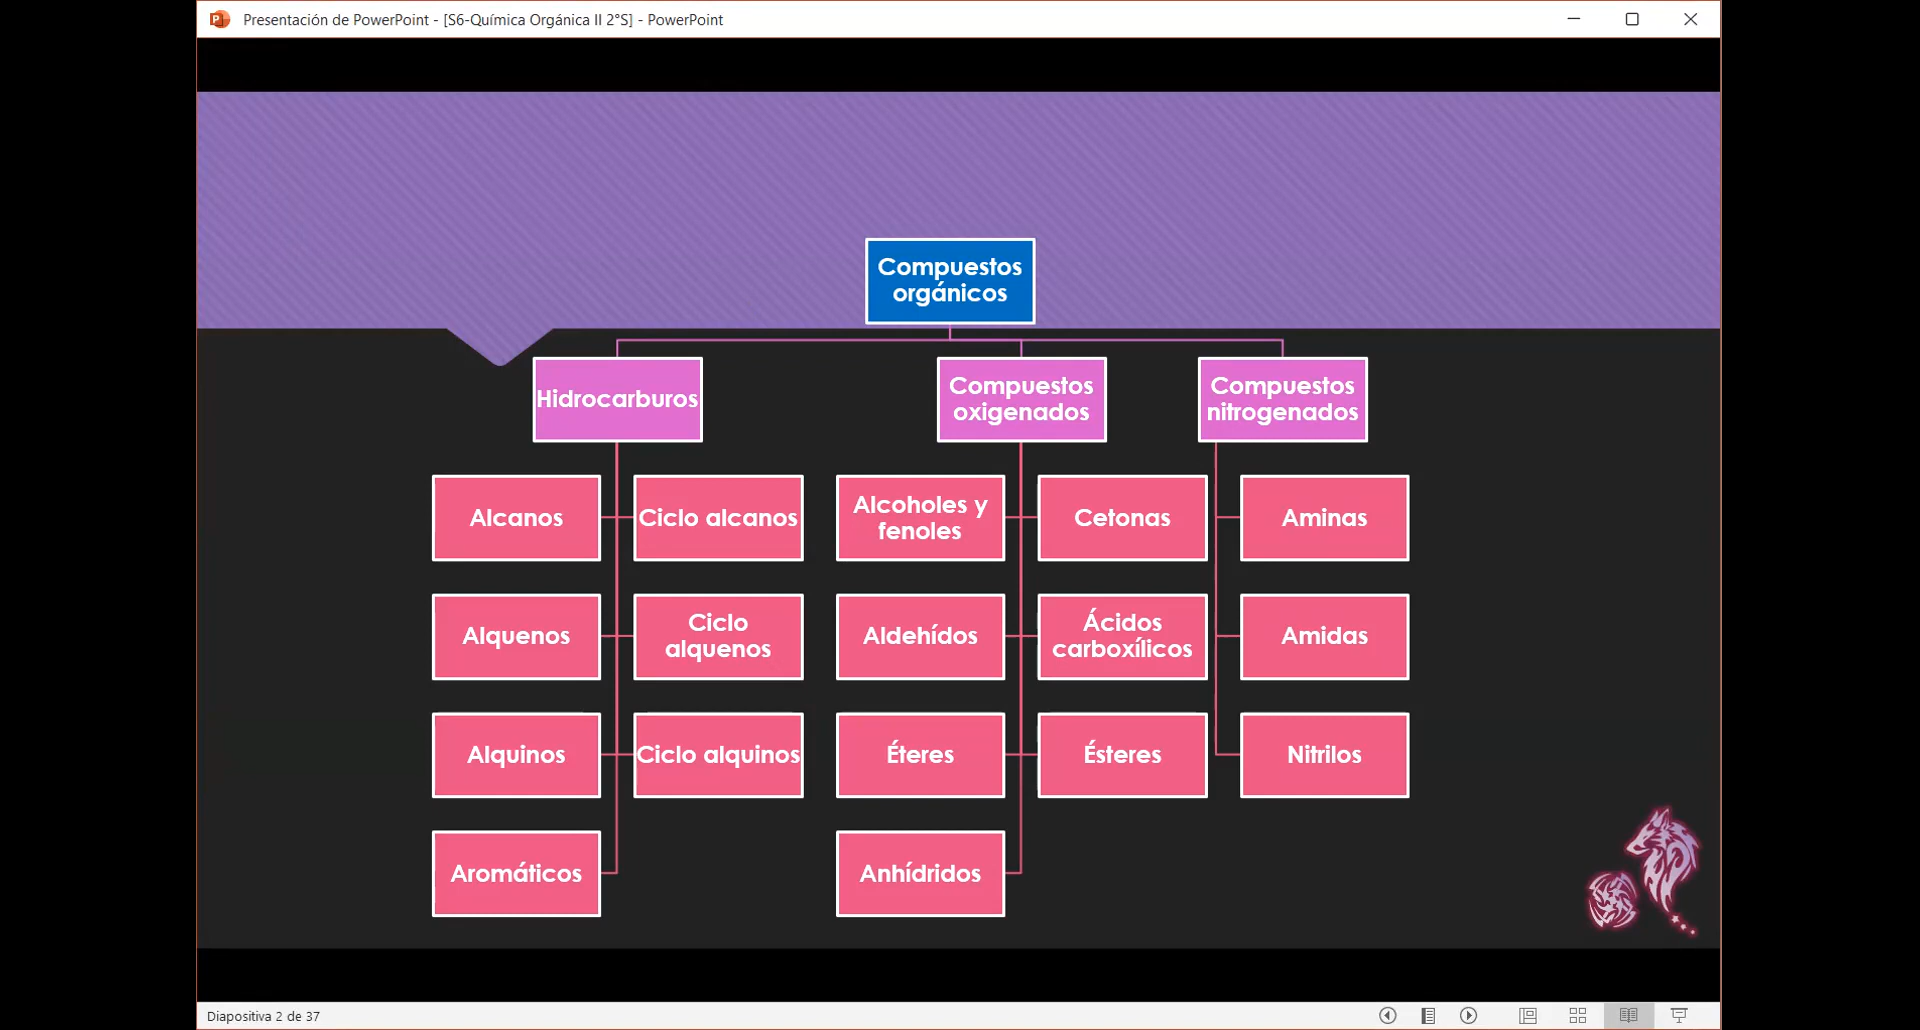 Presentación de PowerPoint - [S6-Química Orgánica II 2°S] - PowerPoint
Compuestos
orgánicos
Hidrocarburos
Compuestos
oxigenados
Compuestos
nitrogenados
Alcanos
Ciclo alcanos
Alcoholes y
fenoles
Cetonas
Aminas
Alquenos
Ciclo
alquenos
Aldehídos
Ácidos
carboxílicos
Amidas
Alquinos
Ciclo alquinos
Éteres
Ésteres
Nitrilos
Aromáticos
Anhídridos
Diapositiva 2 de 37